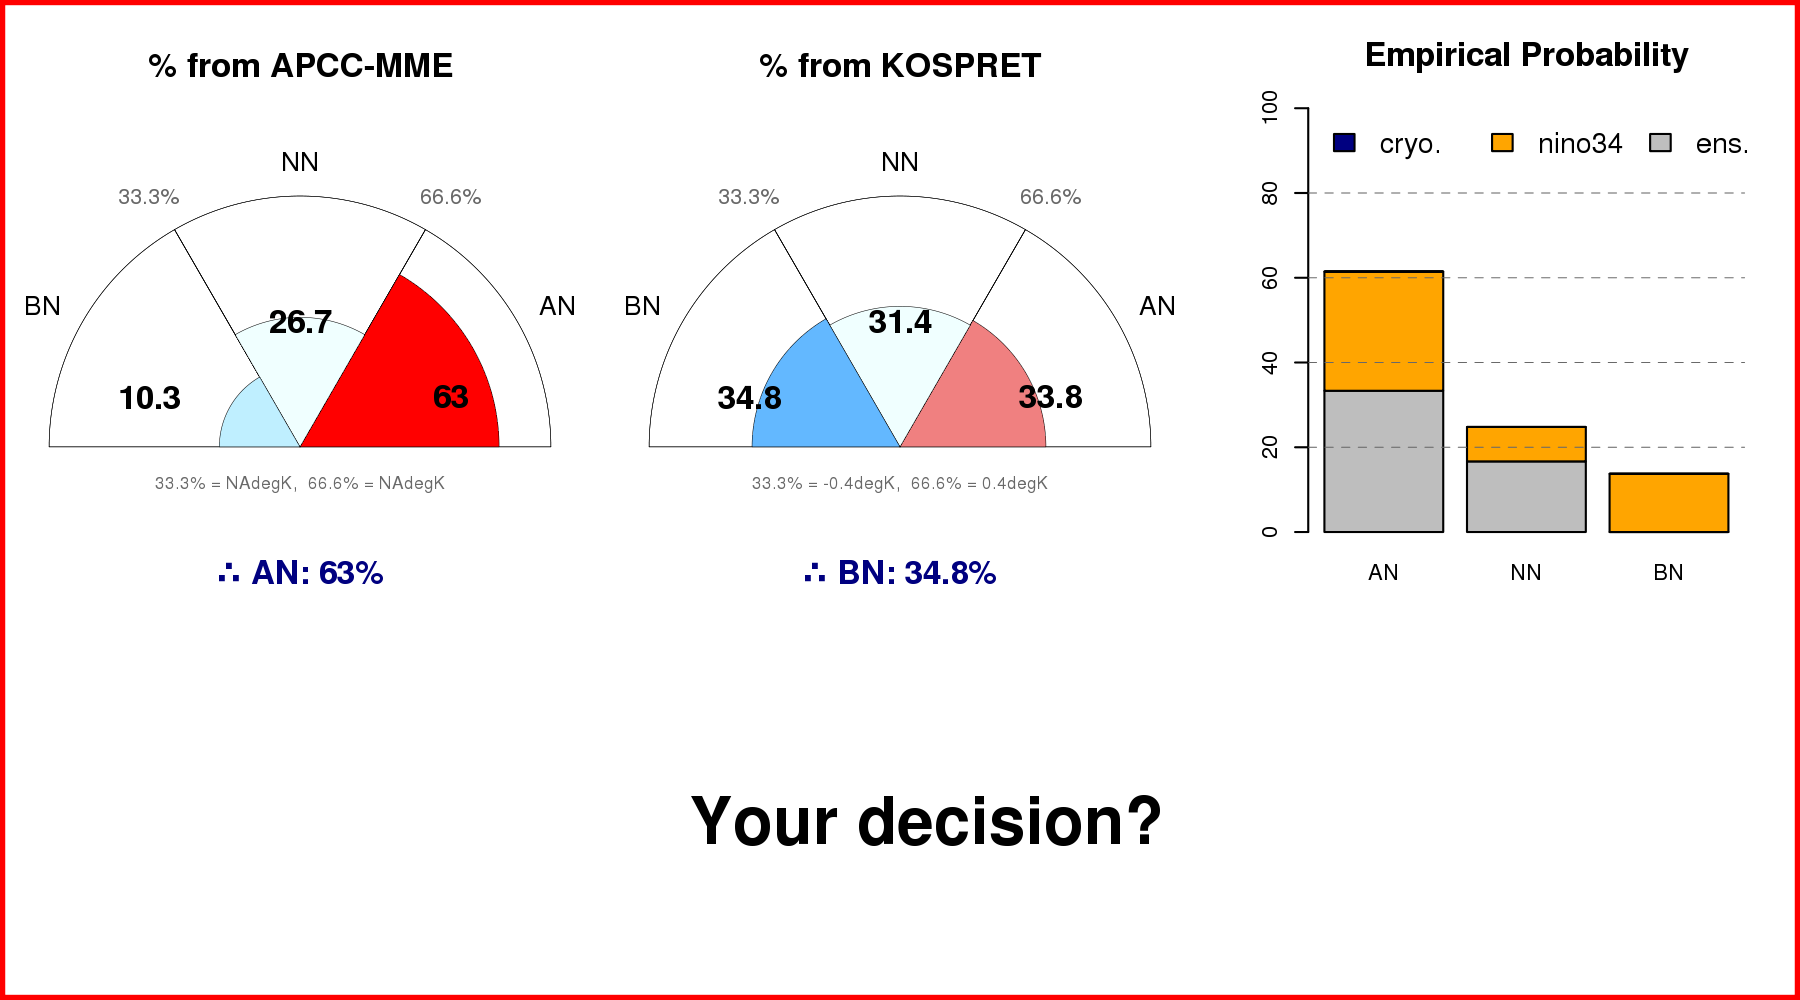 % from APCC-MME
NN
33.3%
66.6%
BN
AN
26.7
10.3
63
33.3% = NAdegK,  66.6% = NAdegK
∴ AN: 63%
% from KOSPRET
NN
33.3%
66.6%
BN
AN
31.4
34.8
33.8
33.3% = -0.4degK,  66.6% = 0.4degK
∴ BN: 34.8%
Empirical Probability
100
80
60
40
20
0
cryo. nino34 ens.
AN NN BN
Your decision?